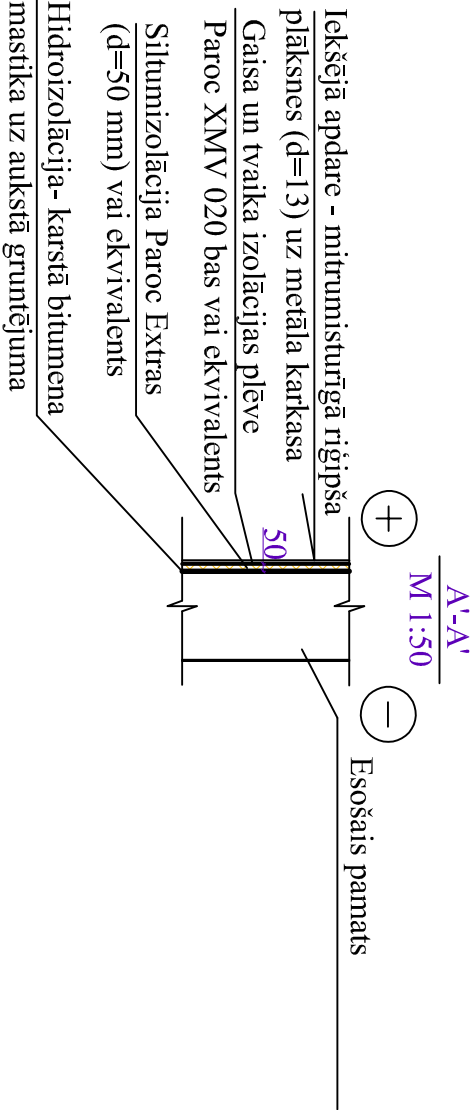 A'-A'
M 1:50
+
−
Iekšējā apdare - mitrumisturīgā riģipša
plāksnes (d=13) uz metāla karkasa
Gaisa un tvaika izolācijas plēve
Paroc XMV 020 bas vai ekvivalents
Siltumizolācija Paroc Extras
(d=50 mm) vai ekvivalents
Hidroizolācija- karstā bitumena
mastika uz aukstā gruntējuma
50
Esošais pamats